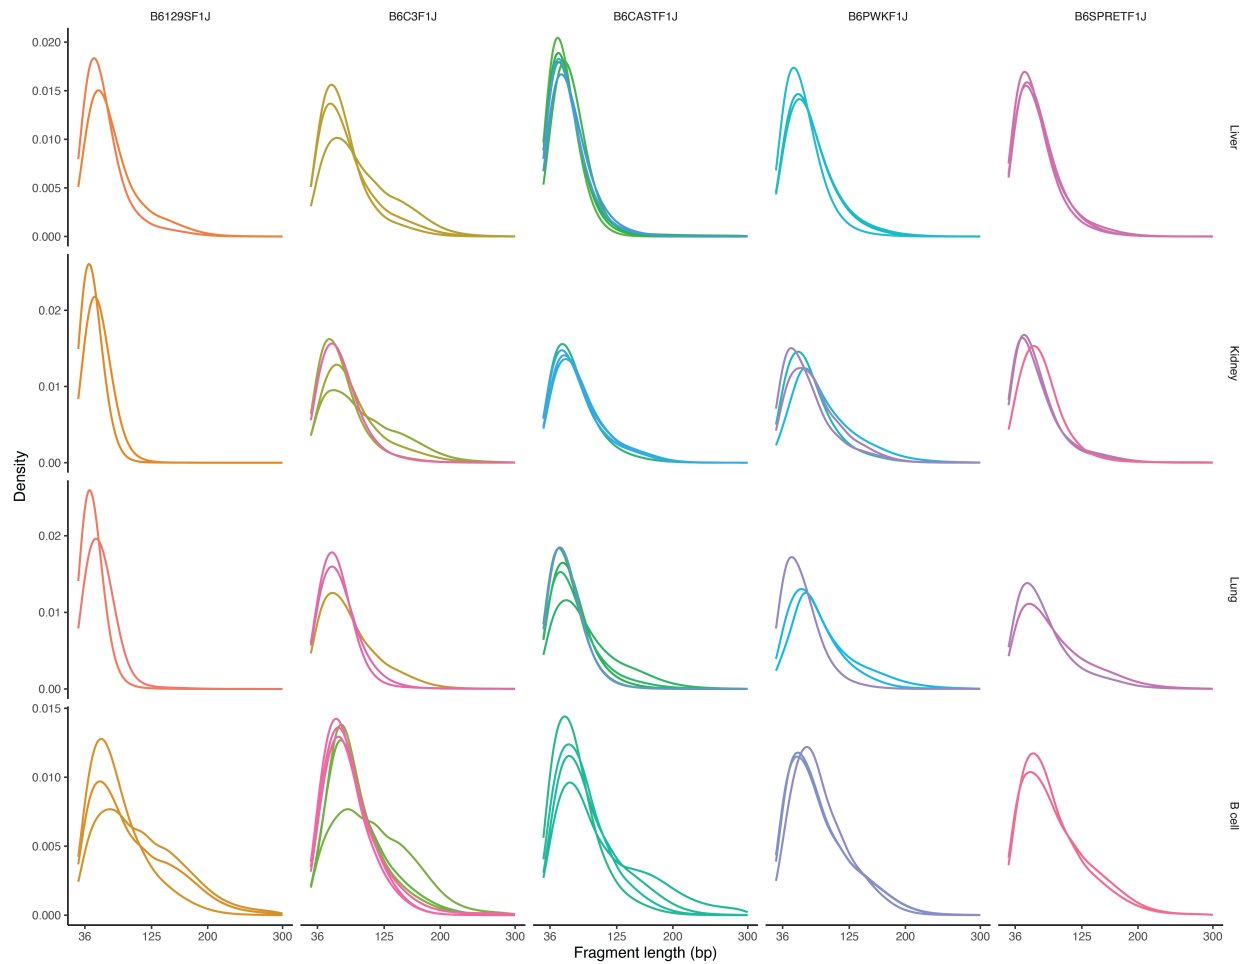 B6129SF1J B6C3F1J B6CASTF1J B6PWKF1J B6SPRETF1J
0.020
0.015
0.010
0.005
0.000
Liver
0.02
0.01
0.00
Kidney
Density
0.02
0.01
0.00
Lung
0.015
0.010
0.005
0.000
B cell
36 125 200 300 36 125 200 300 36 125 200 300 36 125 200 300 36 125 200 300
Fragment length (bp)